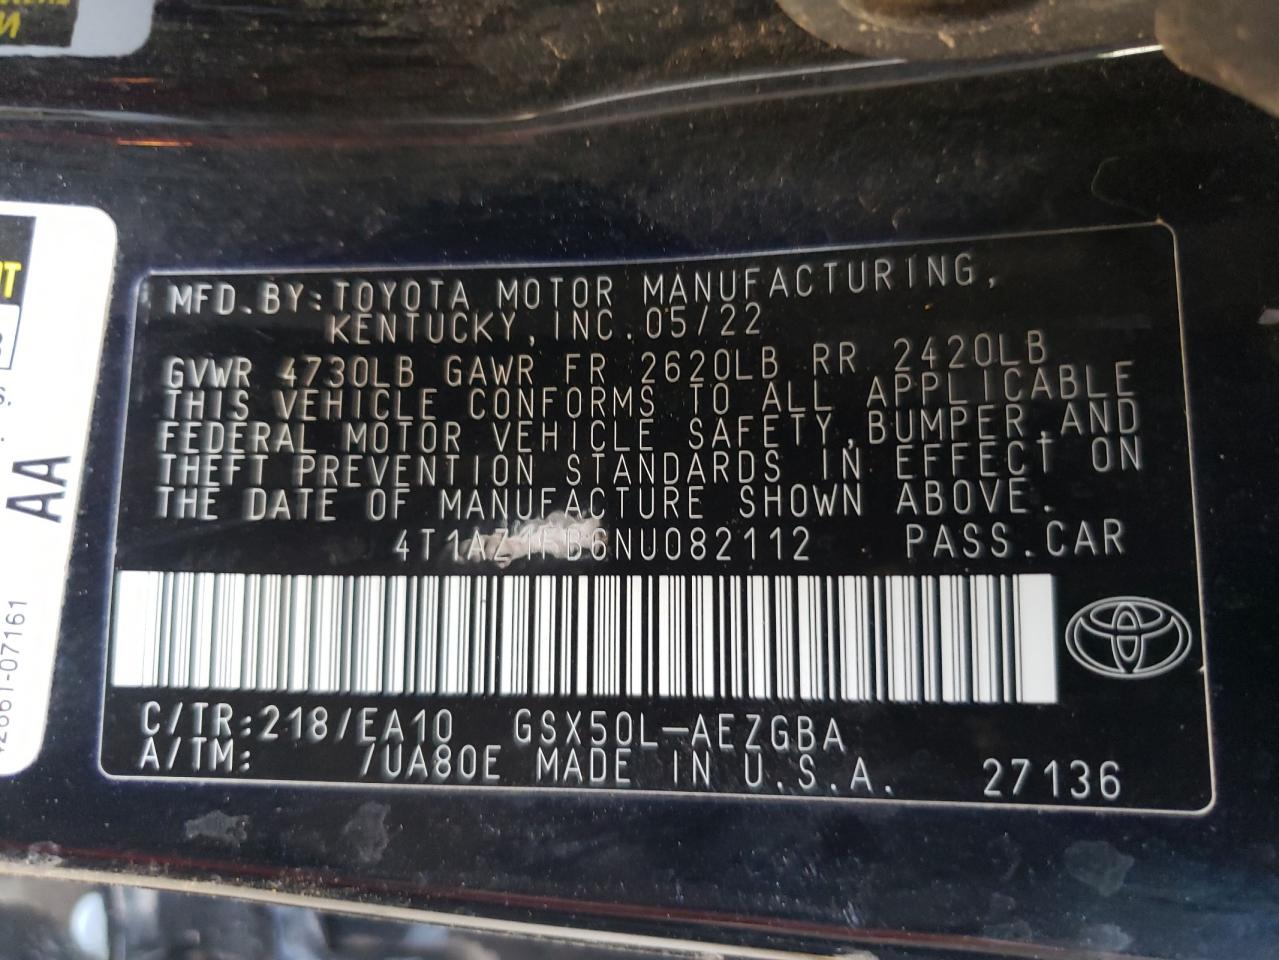 MFD.BY:TOYOTA MOTOR MANUFACTURING,
KENTUCKY, INC. 05/22
GVWR 4730LB GAWR FR 2620LB RR 2420LB
THIS VEHICLE CONFORMS TO ALL APPLICABLE
FEDERAL MOTOR VEHICLE SAFETY,BUMPER,AND
THEFT PREVENTION STANDARDS IN EFFECT ON
THE DATE OF MANUFACTURE SHOWN ABOVE.
4T1AZ1FB6NU082112 PASS.CAR
C/TR:218/EA10 GSX50L-AEZGBA
A/TM: /UA80E MADE IN U.S.A. 27136
AA